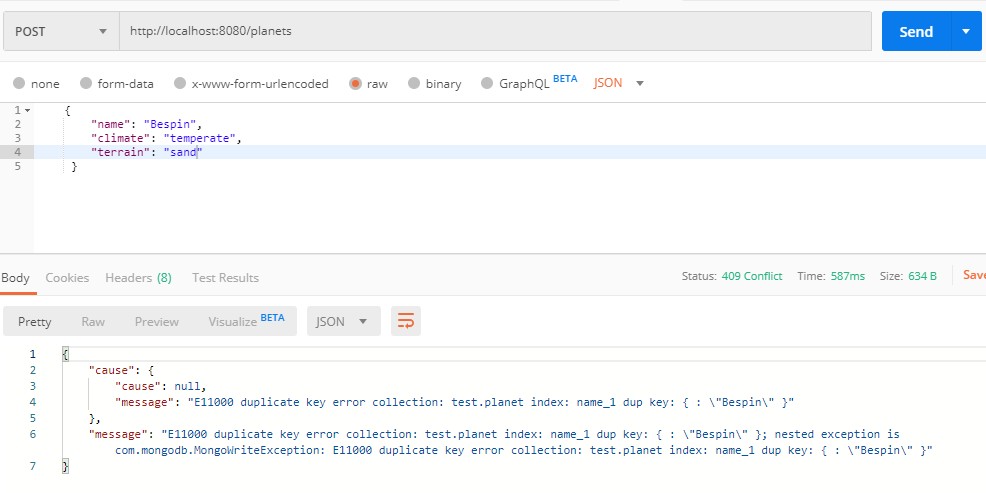 POST http://localhost:8080/planets Send
none form-data x-www-form-urlencoded raw binary GraphQL BETA JSON
1 {
2 "name": "Bespin",
3 "climate": "temperate",
4 "terrain": "sand"
5 }
Body Cookies Headers (8) Test Results Status: 409 Conflict Time: 587ms Size: 634 B Save
Pretty Raw Preview Visualize BETA JSON
1 {
2 "cause": {
3 "cause": null,
4 "message": "E11000 duplicate key error collection: test.planet index: name_1 dup key: { : \"Bespin\" }"
5 },
6 "message": "E11000 duplicate key error collection: test.planet index: name_1 dup key: { : \"Bespin\" }; nested exception is
com.mongodb.MongoWriteException: E11000 duplicate key error collection: test.planet index: name_1 dup key: { : \"Bespin\" }"
7 }